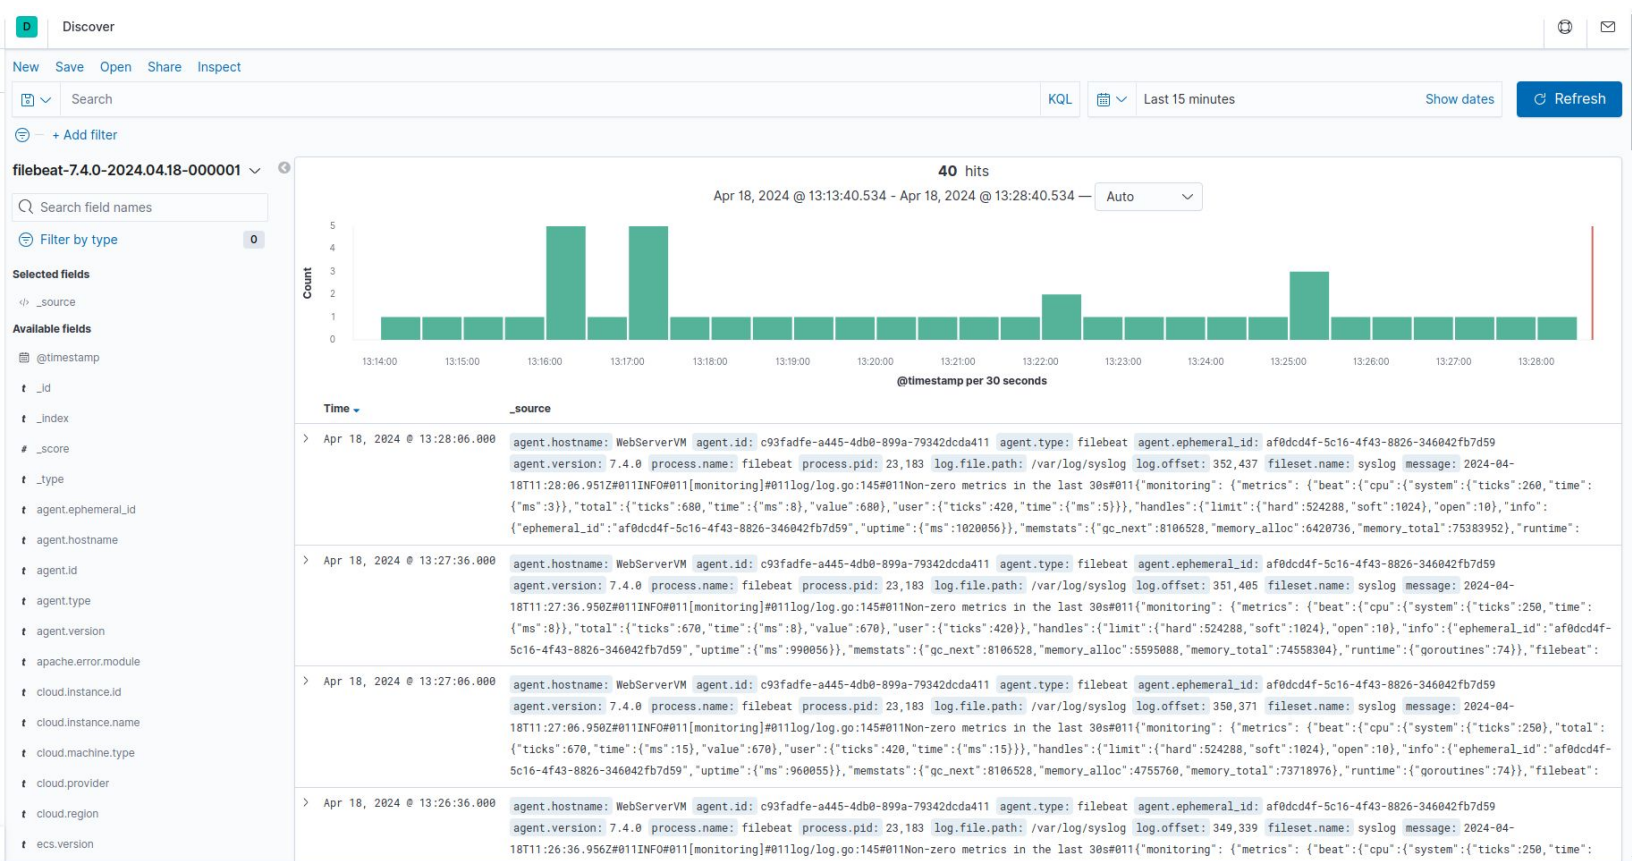 D Discover
New Save Open Share Inspect
Search KQL Last 15 minutes Show dates Refresh
+ Add filter
filebeat-7.4.0-2024.04.18-000001
Search field names
Filter by type 0
Selected fields
_source
Available fields
@timestamp
t _id
t _index
# _score
t _type
t agent.ephemeral_id
t agent.hostname
t agent.id
t agent.type
t agent.version
t apache.error.module
t cloud.instance.id
t cloud.instance.name
t cloud.machine.type
t cloud.provider
t cloud.region
t ecs.version
40 hits
Apr 18, 2024 @ 13:13:40.534 - Apr 18, 2024 @ 13:28:40.534 — Auto
Count
5
4
3
2
1
0
13:14:00 13:15:00 13:16:00 13:17:00 13:18:00 13:19:00 13:20:00 13:21:00 13:22:00 13:23:00 13:24:00 13:25:00 13:26:00 13:27:00 13:28:00
@timestamp per 30 seconds
Time _source
Apr 18, 2024 @ 13:28:06.000 agent.hostname: WebServerVM agent.id: c93fadfe-a445-4db0-899a-79342dcda411 agent.type: filebeat agent.ephemeral_id: af0dcd4f-5c16-4f43-8826-346042fb7d59
agent.version: 7.4.0 process.name: filebeat process.pid: 23,183 log.file.path: /var/log/syslog log.offset: 352,437 fileset.name: syslog message: 2024-04-
18T11:28:06.951Z#011INFO#011[monitoring]#011log/log.go:145#011Non-zero metrics in the last 30s#011{"monitoring": {"metrics": {"beat":{"cpu":{"system":{"ticks":260,"time":
{"ms":3}},"total":{"ticks":680,"time":{"ms":8},"value":680},"user":{"ticks":420,"time":{"ms":5}}},"handles":{"limit":{"hard":524288,"soft":1024},"open":10},"info":
{"ephemeral_id":"af0dcd4f-5c16-4f43-8826-346042fb7d59","uptime":{"ms":1020056}},"memstats":{"gc_next":8106528,"memory_alloc":6420736,"memory_total":75383952},"runtime":
Apr 18, 2024 @ 13:27:36.000 agent.hostname: WebServerVM agent.id: c93fadfe-a445-4db0-899a-79342dcda411 agent.type: filebeat agent.ephemeral_id: af0dcd4f-5c16-4f43-8826-346042fb7d59
agent.version: 7.4.0 process.name: filebeat process.pid: 23,183 log.file.path: /var/log/syslog log.offset: 351,405 fileset.name: syslog message: 2024-04-
18T11:27:36.950Z#011INFO#011[monitoring]#011log/log.go:145#011Non-zero metrics in the last 30s#011{"monitoring": {"metrics": {"beat":{"cpu":{"system":{"ticks":250,"time":
{"ms":8}},"total":{"ticks":670,"time":{"ms":8},"value":670},"user":{"ticks":420}},"handles":{"limit":{"hard":524288,"soft":1024},"open":10},"info":{"ephemeral_id":"af0dcd4f-
5c16-4f43-8826-346042fb7d59","uptime":{"ms":990056}},"memstats":{"gc_next":8106528,"memory_alloc":5595088,"memory_total":74558304},"runtime":{"goroutines":74}},"filebeat":
Apr 18, 2024 @ 13:27:06.000 agent.hostname: WebServerVM agent.id: c93fadfe-a445-4db0-899a-79342dcda411 agent.type: filebeat agent.ephemeral_id: af0dcd4f-5c16-4f43-8826-346042fb7d59
agent.version: 7.4.0 process.name: filebeat process.pid: 23,183 log.file.path: /var/log/syslog log.offset: 350,371 fileset.name: syslog message: 2024-04-
18T11:27:06.950Z#011INFO#011[monitoring]#011log/log.go:145#011Non-zero metrics in the last 30s#011{"monitoring": {"metrics": {"beat":{"cpu":{"system":{"ticks":250},"total":
{"ticks":670,"time":{"ms":15},"value":670},"user":{"ticks":420,"time":{"ms":15}}},"handles":{"limit":{"hard":524288,"soft":1024},"open":10},"info":{"ephemeral_id":"af0dcd4f-
5c16-4f43-8826-346042fb7d59","uptime":{"ms":960055}},"memstats":{"gc_next":8106528,"memory_alloc":4755760,"memory_total":73718976},"runtime":{"goroutines":74}},"filebeat":
Apr 18, 2024 @ 13:26:36.000 agent.hostname: WebServerVM agent.id: c93fadfe-a445-4db0-899a-79342dcda411 agent.type: filebeat agent.ephemeral_id: af0dcd4f-5c16-4f43-8826-346042fb7d59
agent.version: 7.4.0 process.name: filebeat process.pid: 23,183 log.file.path: /var/log/syslog log.offset: 349,339 fileset.name: syslog message: 2024-04-
18T11:26:36.956Z#011INFO#011[monitoring]#011log/log.go:145#011Non-zero metrics in the last 30s#011{"monitoring": {"metrics": {"beat":{"cpu":{"system":{"ticks":250,"time":